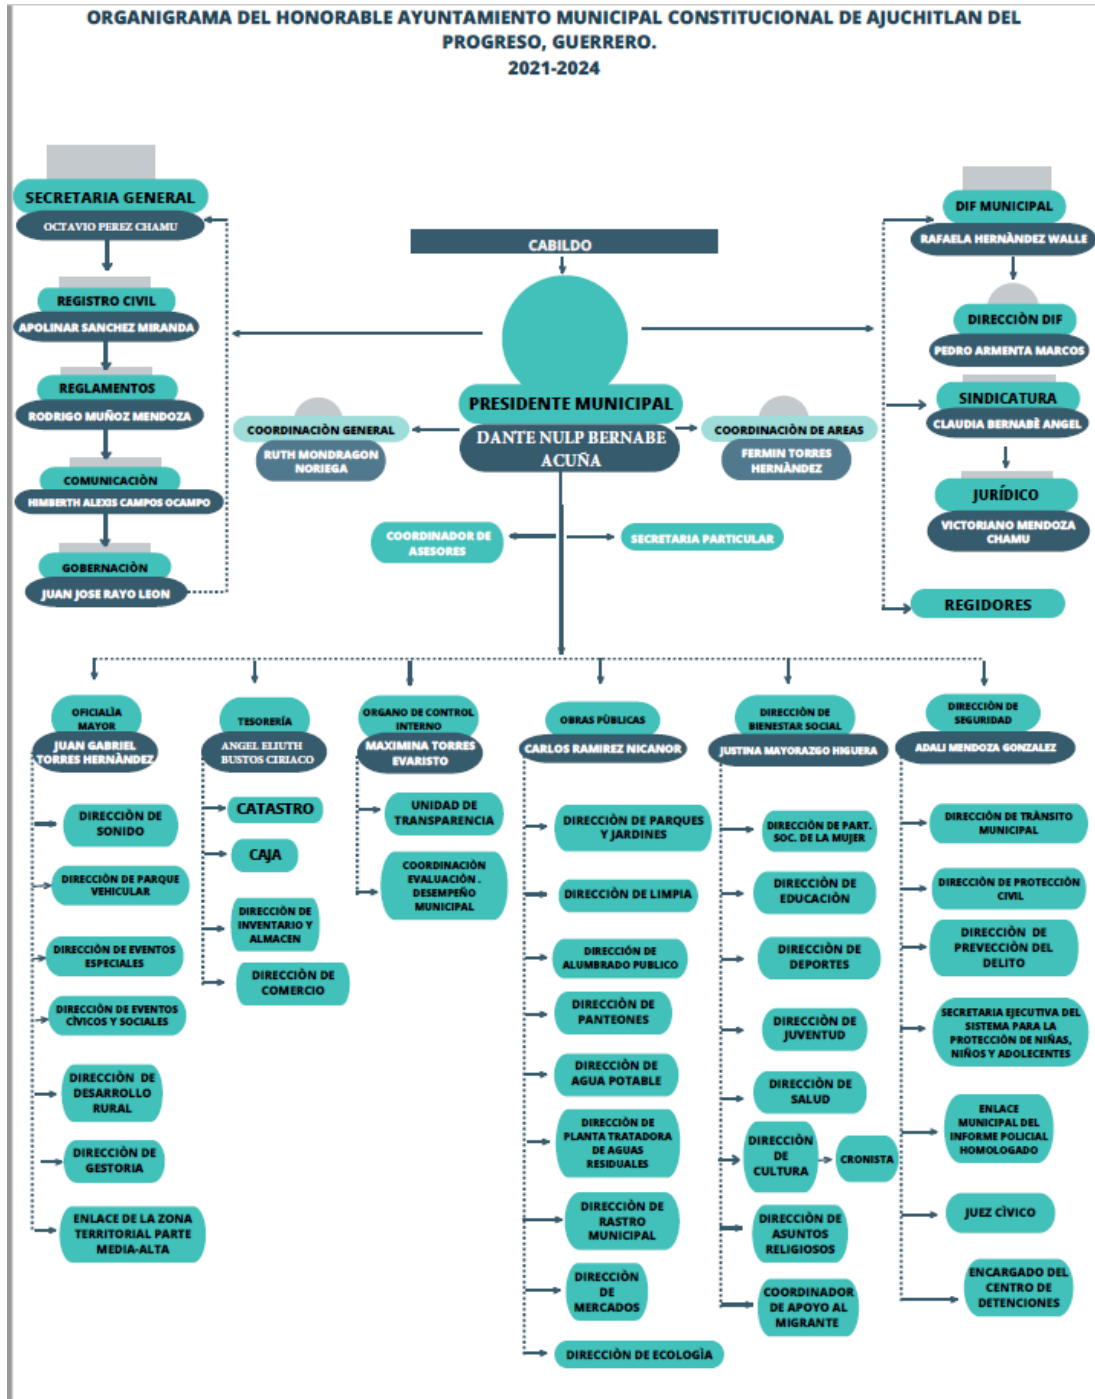 ORGANIGRAMA DEL HONORABLE AYUNTAMIENTO MUNICIPAL CONSTITUCIONAL DE AJUCHITLAN DEL
PROGRESO, GUERRERO.
2021-2024
SECRETARIA GENERAL
OCTAVIO PEREZ CHAMU
REGISTRO CIVIL
APOLINAR SANCHEZ MIRANDA
REGLAMENTOS
RODRIGO MUÑOZ MENDOZA
COMUNICACIÒN
HIMBERTH ALEXIS CAMPOS OCAMPO
GOBERNACIÒN
JUAN JOSE RAYO LEON
CABILDO
PRESIDENTE MUNICIPAL
DANTE NULP BERNABE
ACUÑA
COORDINACIÒN GENERAL
RUTH MONDRAGON
NORIEGA
COORDINACIÒN DE AREAS
FERMIN TORRES
HERNÀNDEZ
COORDINADOR DE
ASESORES
SECRETARIA PARTICULAR
DIF MUNICIPAL
RAFAELA HERNÀNDEZ WALLE
DIRECCIÒN DIF
PEDRO ARMENTA MARCOS
SINDICATURA
CLAUDIA BERNABÈ ANGEL
JURÍDICO
VICTORIANO MENDOZA
CHAMU
REGIDORES
OFICIALÌA
MAYOR
JUAN GABRIEL
TORRES HERNÀNDEZ
DIRECCIÒN DE
SONIDO
DIRECCIÒN DE PARQUE
VEHICULAR
DIRECCIÒN DE EVENTOS
ESPECIALES
DIRECCIÒN DE EVENTOS
CÍVICOS Y SOCIALES
DIRECCIÒN DE
DESARROLLO
RURAL
DIRECCIÒN DE
GESTORIA
ENLACE DE LA ZONA
TERRITORIAL PARTE
MEDIA-ALTA
TESORERÍA
ANGEL ELIUTH
BUSTOS CIRIACO
CATASTRO
CAJA
DIRECCIÒN DE
INVENTARIO Y
ALMACEN
DIRECCIÒN DE
COMERCIO
ORGANO DE CONTROL
INTERNO
MAXIMINA TORRES
EVARISTO
UNIDAD DE
TRANSPARENCIA
COORDINACIÒN
EVALUACIÒN .
DESEMPEÑO
MUNICIPAL
OBRAS PÙBLICAS
CARLOS RAMIREZ NICANOR
DIRECCIÒN DE PARQUES
Y JARDINES
DIRECCIÒN DE LIMPIA
DIRECCIÒN DE
ALUMBRADO PUBLICO
DIRECCIÒN DE
PANTEONES
DIRECCIÒN DE
AGUA POTABLE
DIRECCIÒN DE
PLANTA TRATADORA
DE AGUAS
RESIDUALES
DIRECCIÒN DE
RASTRO
MUNICIPAL
DIRECCIÒN
DE
MERCADOS
DIRECCIÒN DE ECOLOGÌA
DIRECCIÒN DE
BIENESTAR SOCIAL
JUSTINA MAYORAZGO HIGUERA
DIRECCIÒN DE PART.
SOC. DE LA MUJER
DIRECCIÒN DE
EDUCACIÒN
DIRECCIÒN DE
DEPORTES
DIRECCIÒN DE
JUVENTUD
DIRECCIÒN DE
SALUD
DIRECCIÒN
DE
CULTURA
CRONISTA
DIRECCIÒN DE
ASUNTOS
RELIGIOSOS
COORDINADOR
DE APOYO AL
MIGRANTE
DIRECCIÒN DE
SEGURIDAD
ADALI MENDOZA GONZALEZ
DIRECCIÒN DE TRÀNSITO
MUNICIPAL
DIRECCIÒN DE PROTECCIÒN
CIVIL
DIRECCIÒN DE
PREVECCIÒN DEL
DELITO
SECRETARIA EJECUTIVA DEL
SISTEMA PARA LA
PROTECCIÒN DE NIÑAS,
NIÑOS Y ADOLECENTES
ENLACE
MUNICIPAL DEL
INFORME POLICIAL
HOMOLOGADO
JUEZ CÌVICO
ENCARGADO DEL
CENTRO DE
DETENCIONES